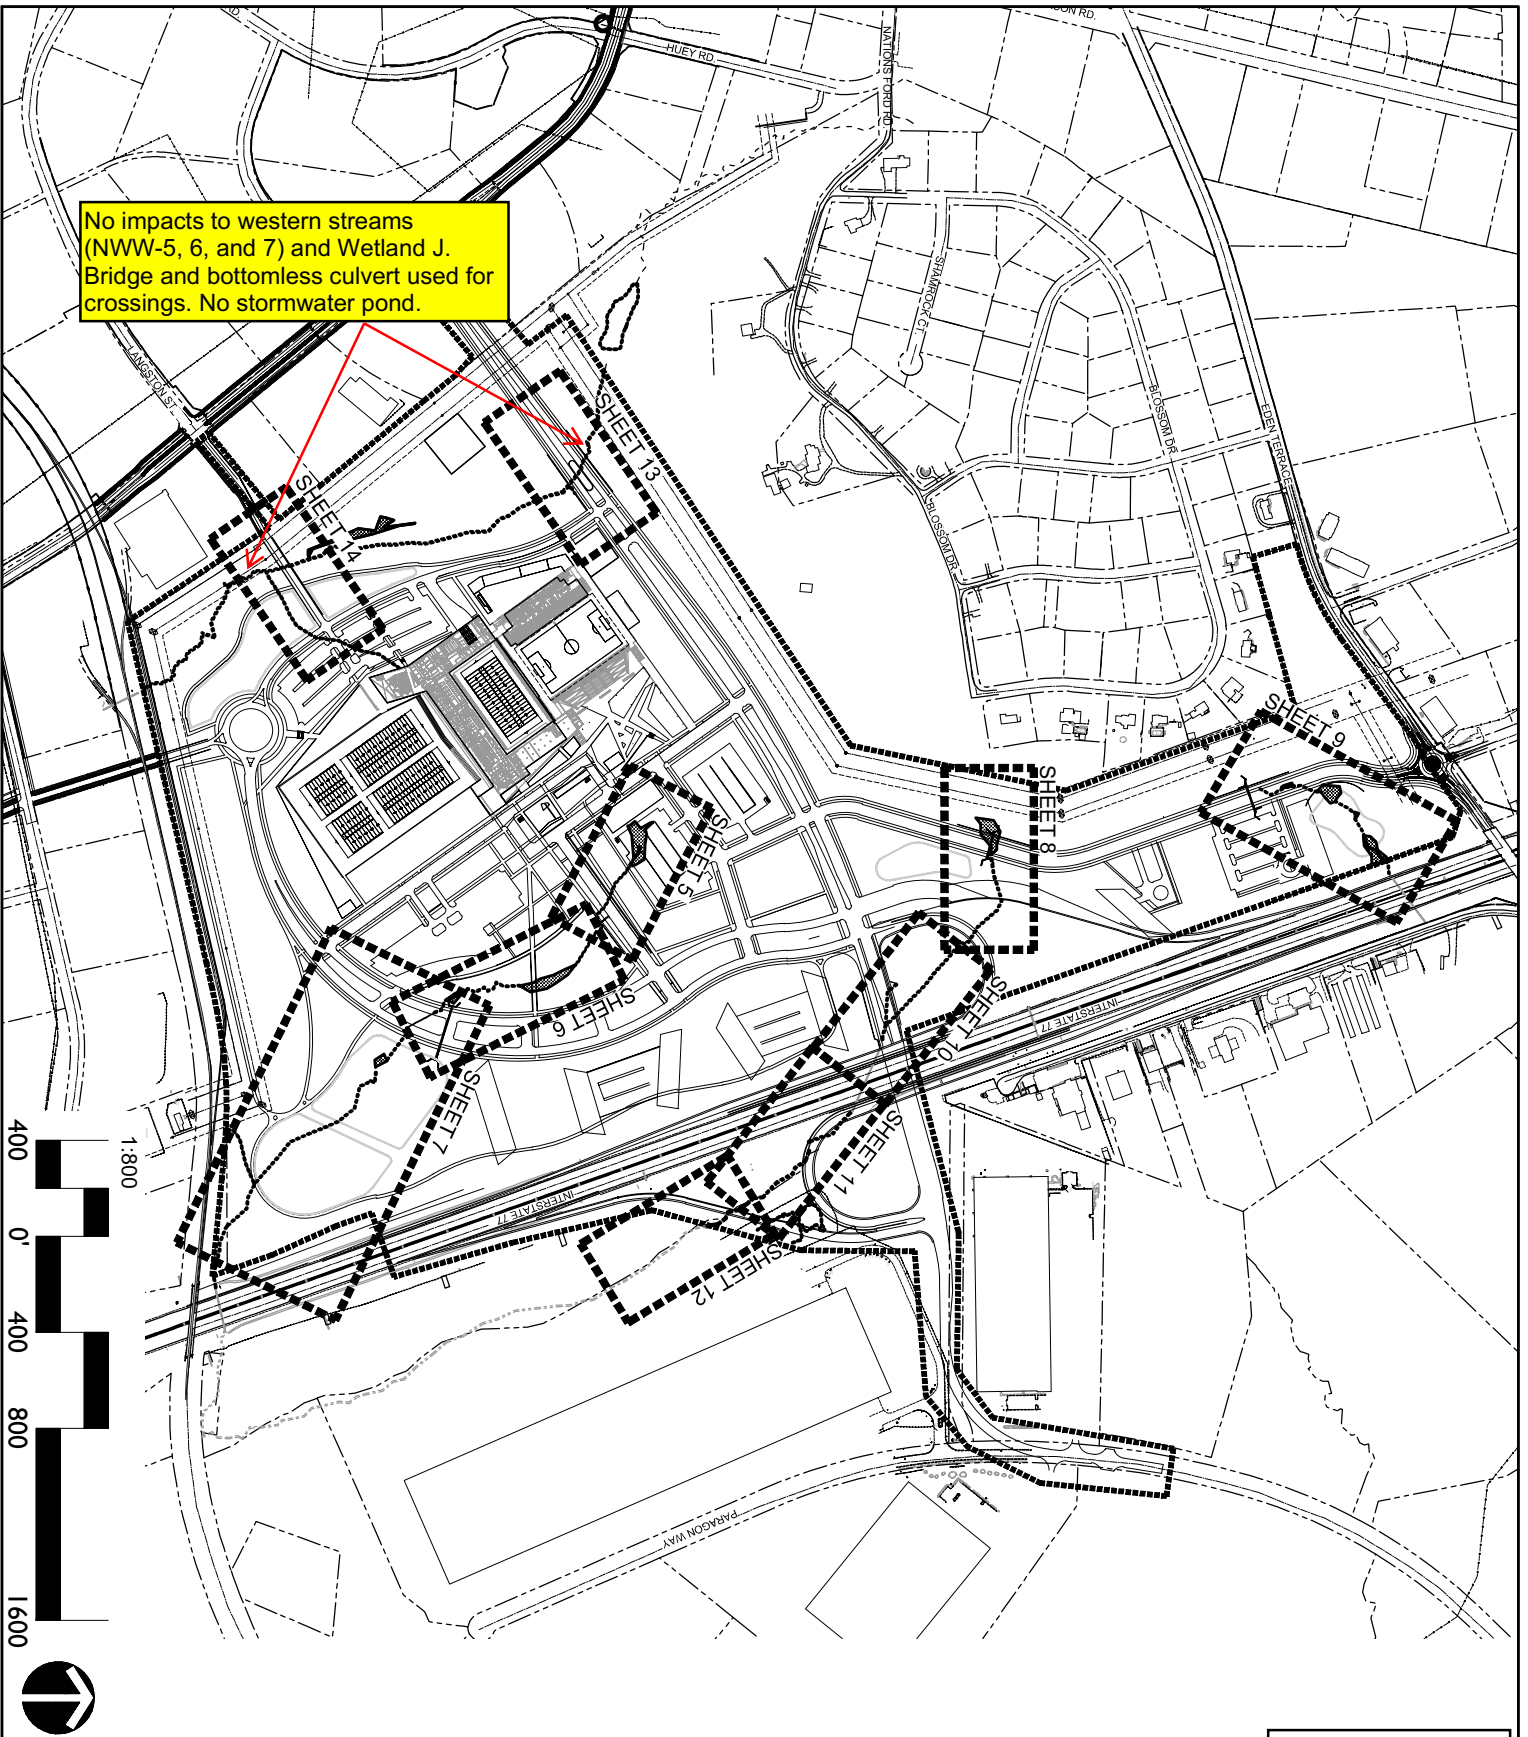 HUEY RD.
NATIONS FORD RD
No impacts to western streams
(NWW-5, 6, and 7) and Wetland J.
Bridge and bottomless culvert used for
crossings. No stormwater pond.
SHAMROCK CT.
LANGSTON ST.
BLOSSOM DR
EDEN TERRACE
SHEET 13
SHEET 14
BLOSSOM DR
SHEET 9
SHEET 8
SHEET 5
SHEET 6
SHEET 10
INTERSTATE 77
SHEET 7
SHEET 11
INTERSTATE 77
SHEET 12
PARAGON WAY
1:800
400
0'
400
800
1600